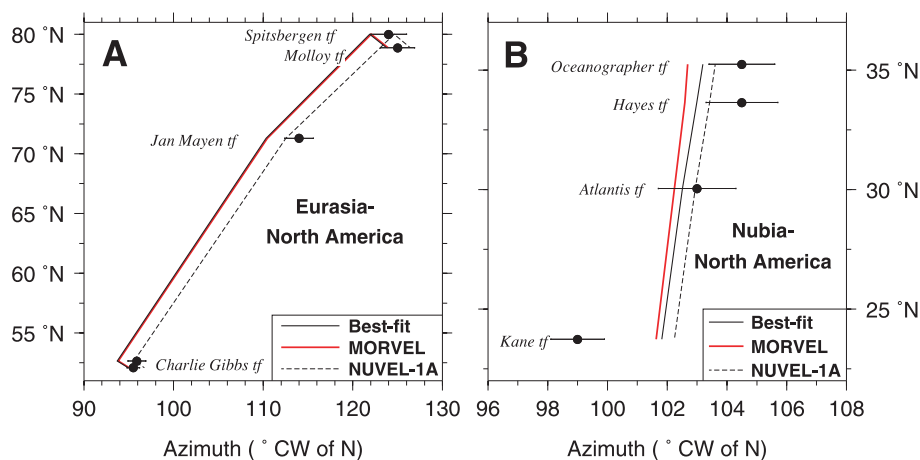 A
Spitsbergen tf
Molloy tf
Jan Mayen tf
Eurasia-
North America
Charlie Gibbs tf
Best-fit
MORVEL
NUVEL-1A
80 °N
75 °N
70 °N
65 °N
60 °N
55 °N
90 100 110 120 130
Azimuth ( ° CW of N)
B
Oceanographer tf
Hayes tf
Atlantis tf
Nubia-
North America
Kane tf
Best-fit
MORVEL
NUVEL-1A
35 °N
30 °N
25 °N
96 98 100 102 104 106 108
Azimuth ( ° CW of N)